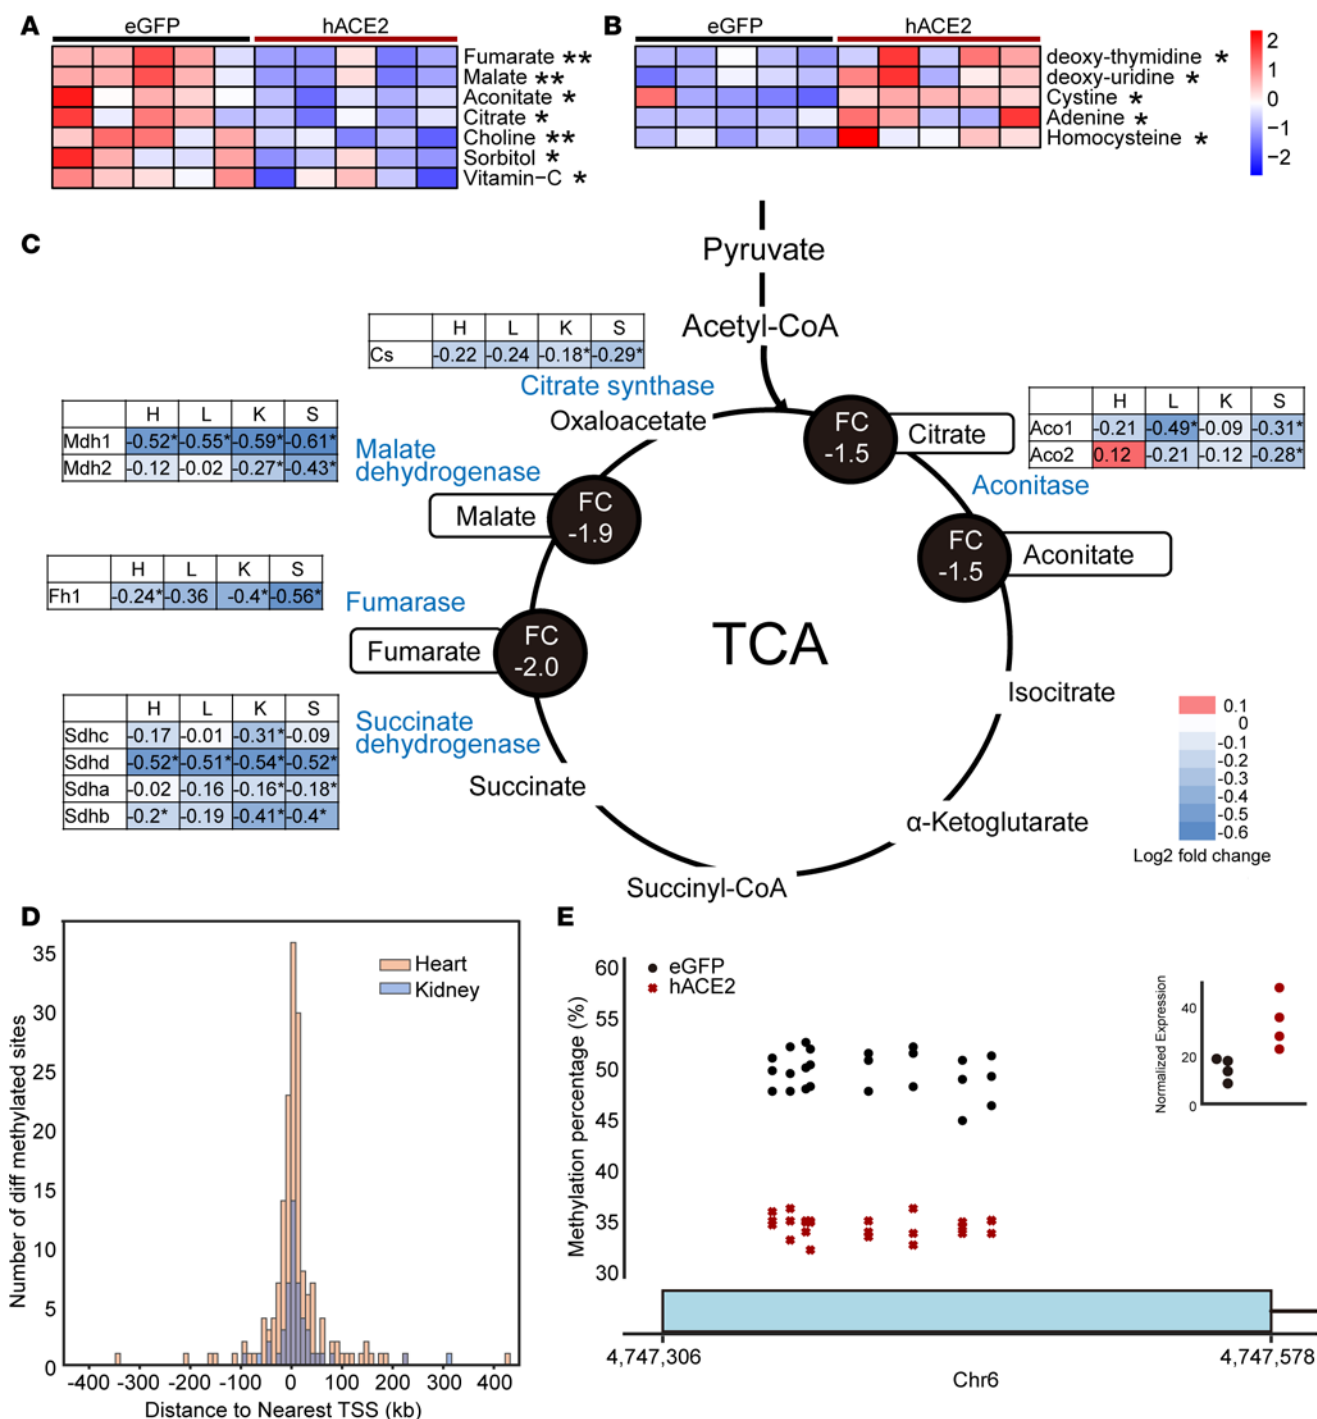 A
eGFP
hACE2
Fumarate **
Malate **
Aconitate *
Citrate *
Choline **
Sorbitol *
Vitamin-C *
B
eGFP
hACE2
deoxy-thymidine *
deoxy-uridine *
Cystine *
Adenine *
Homocysteine *
2
1
0
-1
-2
C
Pyruvate
Acetyl-CoA
H L K S
Cs -0.22 -0.24 -0.18* -0.29*
Citrate synthase
Oxaloacetate
FC
-1.5
Citrate
H L K S
Aco1 -0.21 -0.49* -0.09 -0.31*
Aco2 0.12 -0.21 -0.12 -0.28*
Aconitase
H L K S
Mdh1 -0.52* -0.55* -0.59* -0.61*
Mdh2 -0.12 -0.02 -0.27* -0.43*
Malate
dehydrogenase
Malate
FC
-1.9
FC
-1.5
Aconitate
H L K S
Fh1 -0.24* -0.36 -0.4* -0.56*
Fumarase
Fumarate
FC
-2.0
TCA
Isocitrate
H L K S
Sdhc -0.17 -0.01 -0.31* -0.09
Sdhd -0.52* -0.51* -0.54* -0.52*
Sdha -0.02 -0.16 -0.16* -0.18*
Sdhb -0.2* -0.19 -0.41* -0.4*
Succinate
dehydrogenase
Succinate
α-Ketoglutarate
Succinyl-CoA
0.1
0
-0.1
-0.2
-0.3
-0.4
-0.5
-0.6
Log2 fold change
D
Number of diff methylated sites
35
30
25
20
15
10
5
0
Heart
Kidney
-400 -300 -200 -100 0 100 200 300 400
Distance to Nearest TSS (kb)
E
eGFP
hACE2
Methylation percentage (%)
60
55
50
45
40
35
30
Normalized Expression
40
20
0
4,747,306
4,747,578
Chr6